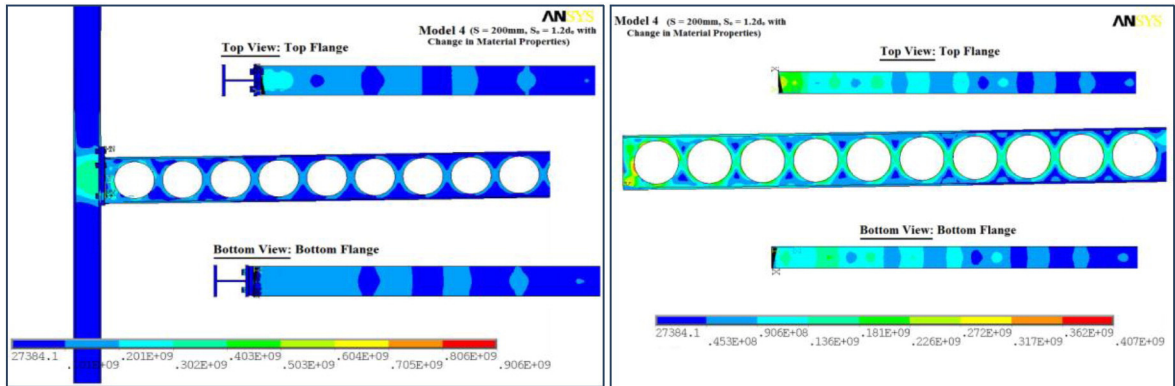 ANSYS
Model 4 (S = 200mm, Sₒ = 1.2dₒ with
Change in Material Properties)
Top View: Top Flange
Bottom View: Bottom Flange
27384.1 .201E+09 .403E+09 .604E+09 .806E+09
.302E+09 .503E+09 .705E+09 .906E+09
ANSYS
Model 4 (S = 200mm, Sₒ = 1.2dₒ with
Change in Material Properties)
Top View: Top Flange
Bottom View: Bottom Flange
27384.1 .906E+08 .181E+09 .272E+09 .362E+09
.453E+08 .136E+09 .226E+09 .317E+09 .407E+09